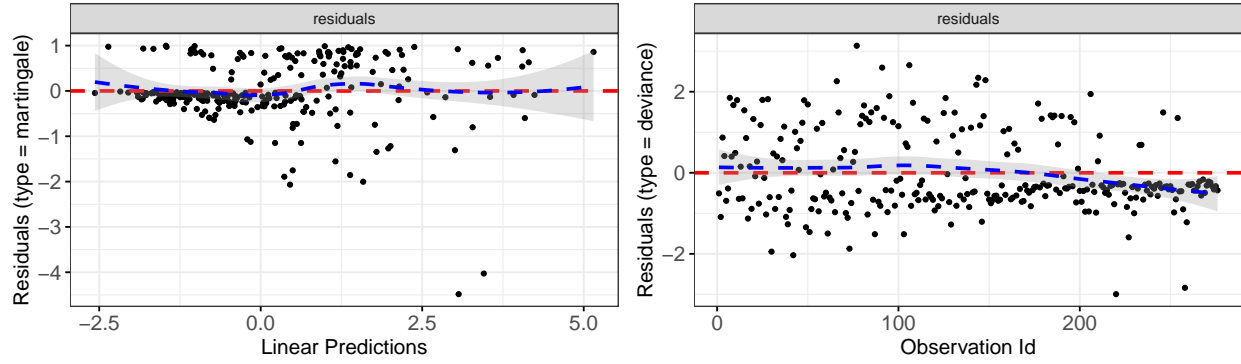 residuals
Residuals (type = martingale)
1
0
−1
−2
−3
−4
−2.5
0.0
2.5
5.0
Linear Predictions
residuals
Residuals (type = deviance)
2
0
−2
0
100
200
Observation Id